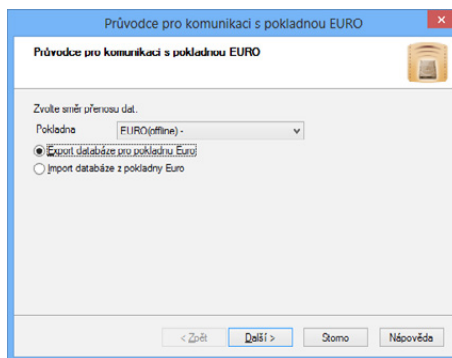 Průvodce pro komunikaci s pokladnou EURO
Průvodce pro komunikaci s pokladnou EURO
Zvolte směr přenosu dat.
Pokladna EURO(offline) -
Export databáze pro pokladnu Euro
Import databáze z pokladny Euro
< Zpět Další > Storno Nápověda